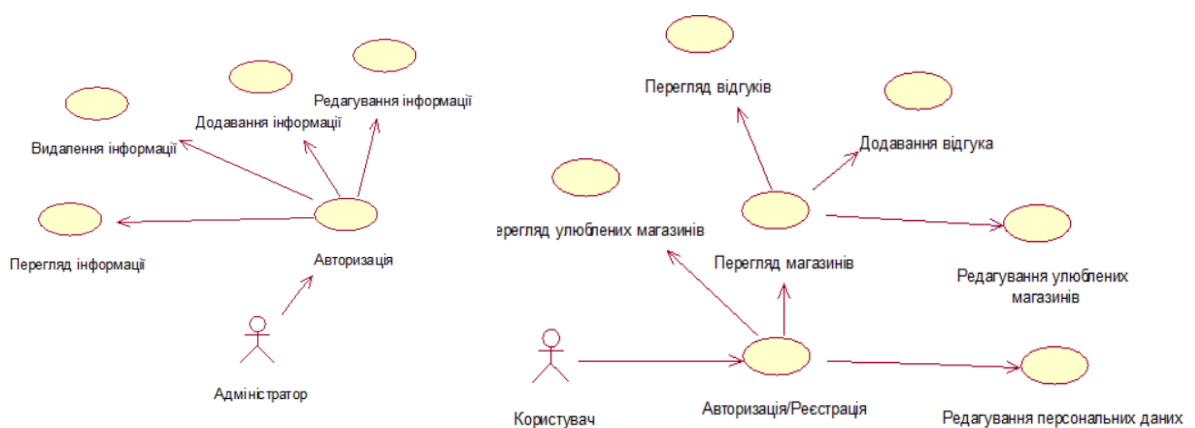 Редагування інформації
Додавання інформації
Видалення інформації
Перегляд інформації
Авторизація
Адміністратор
Перегляд відгуків
Додавання відгука
ерегляд улюблених магазинів
Перегляд магазинів
Редагування улюблених
магазинів
Користувач
Авторизація/Реєстрація
Редагування персональних даних